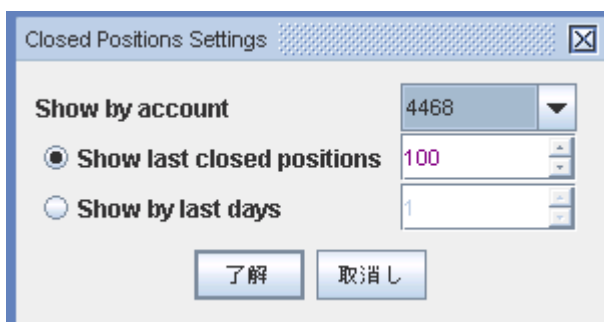 Closed Positions Settings
Show by account 4468
Show last closed positions 100
Show by last days 1
了解 取消し